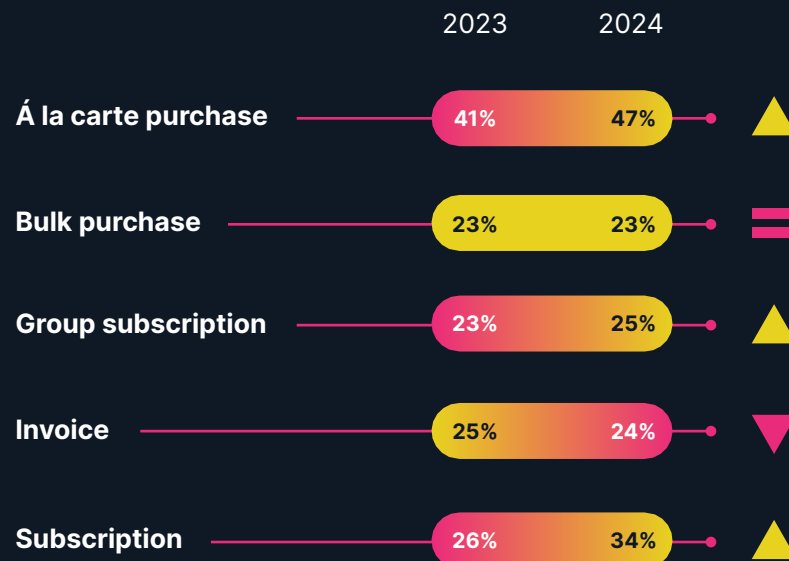 2023 2024
Á la carte purchase 41% 47%
Bulk purchase 23% 23%
Group subscription 23% 25%
Invoice 25% 24%
Subscription 26% 34%